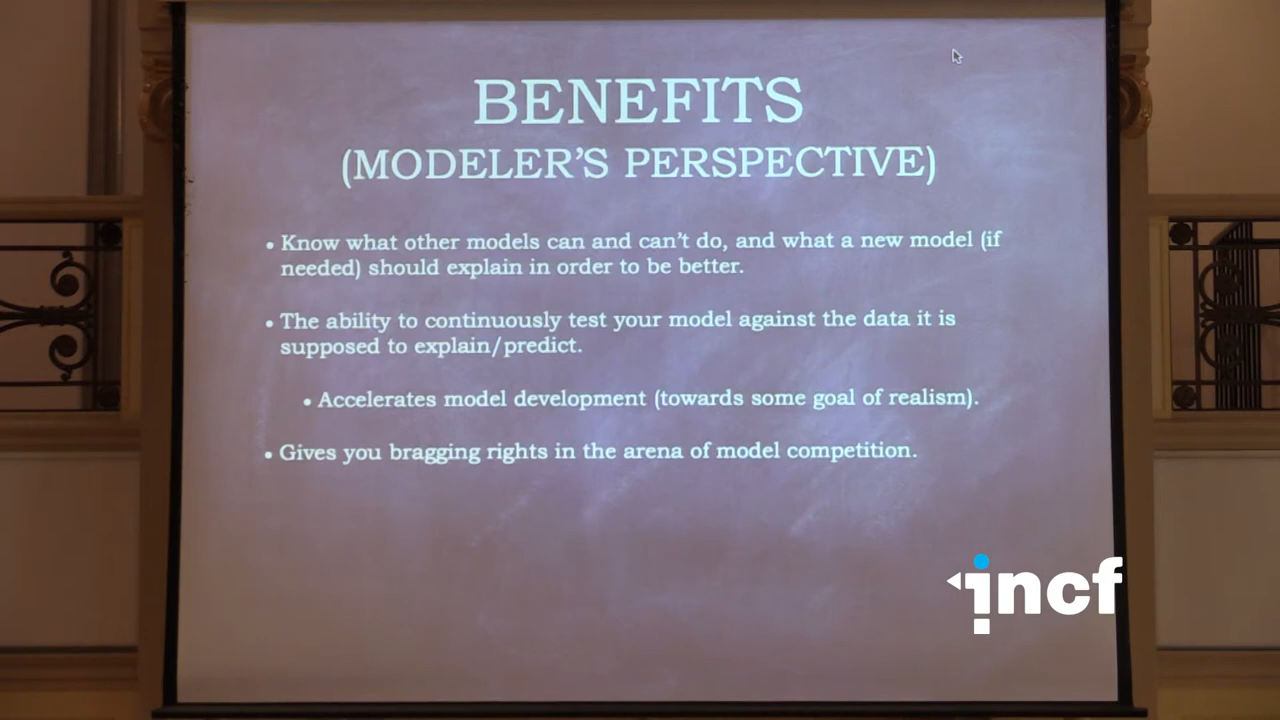 BENEFITS
(MODELER'S PERSPECTIVE)
• Know what other models can and can't do, and what a new model (if
needed) should explain in order to be better.
• The ability to continuously test your model against the data it is
supposed to explain/predict.
• Accelerates model development (towards some goal of realism).
• Gives you bragging rights in the arena of model competition.
incf